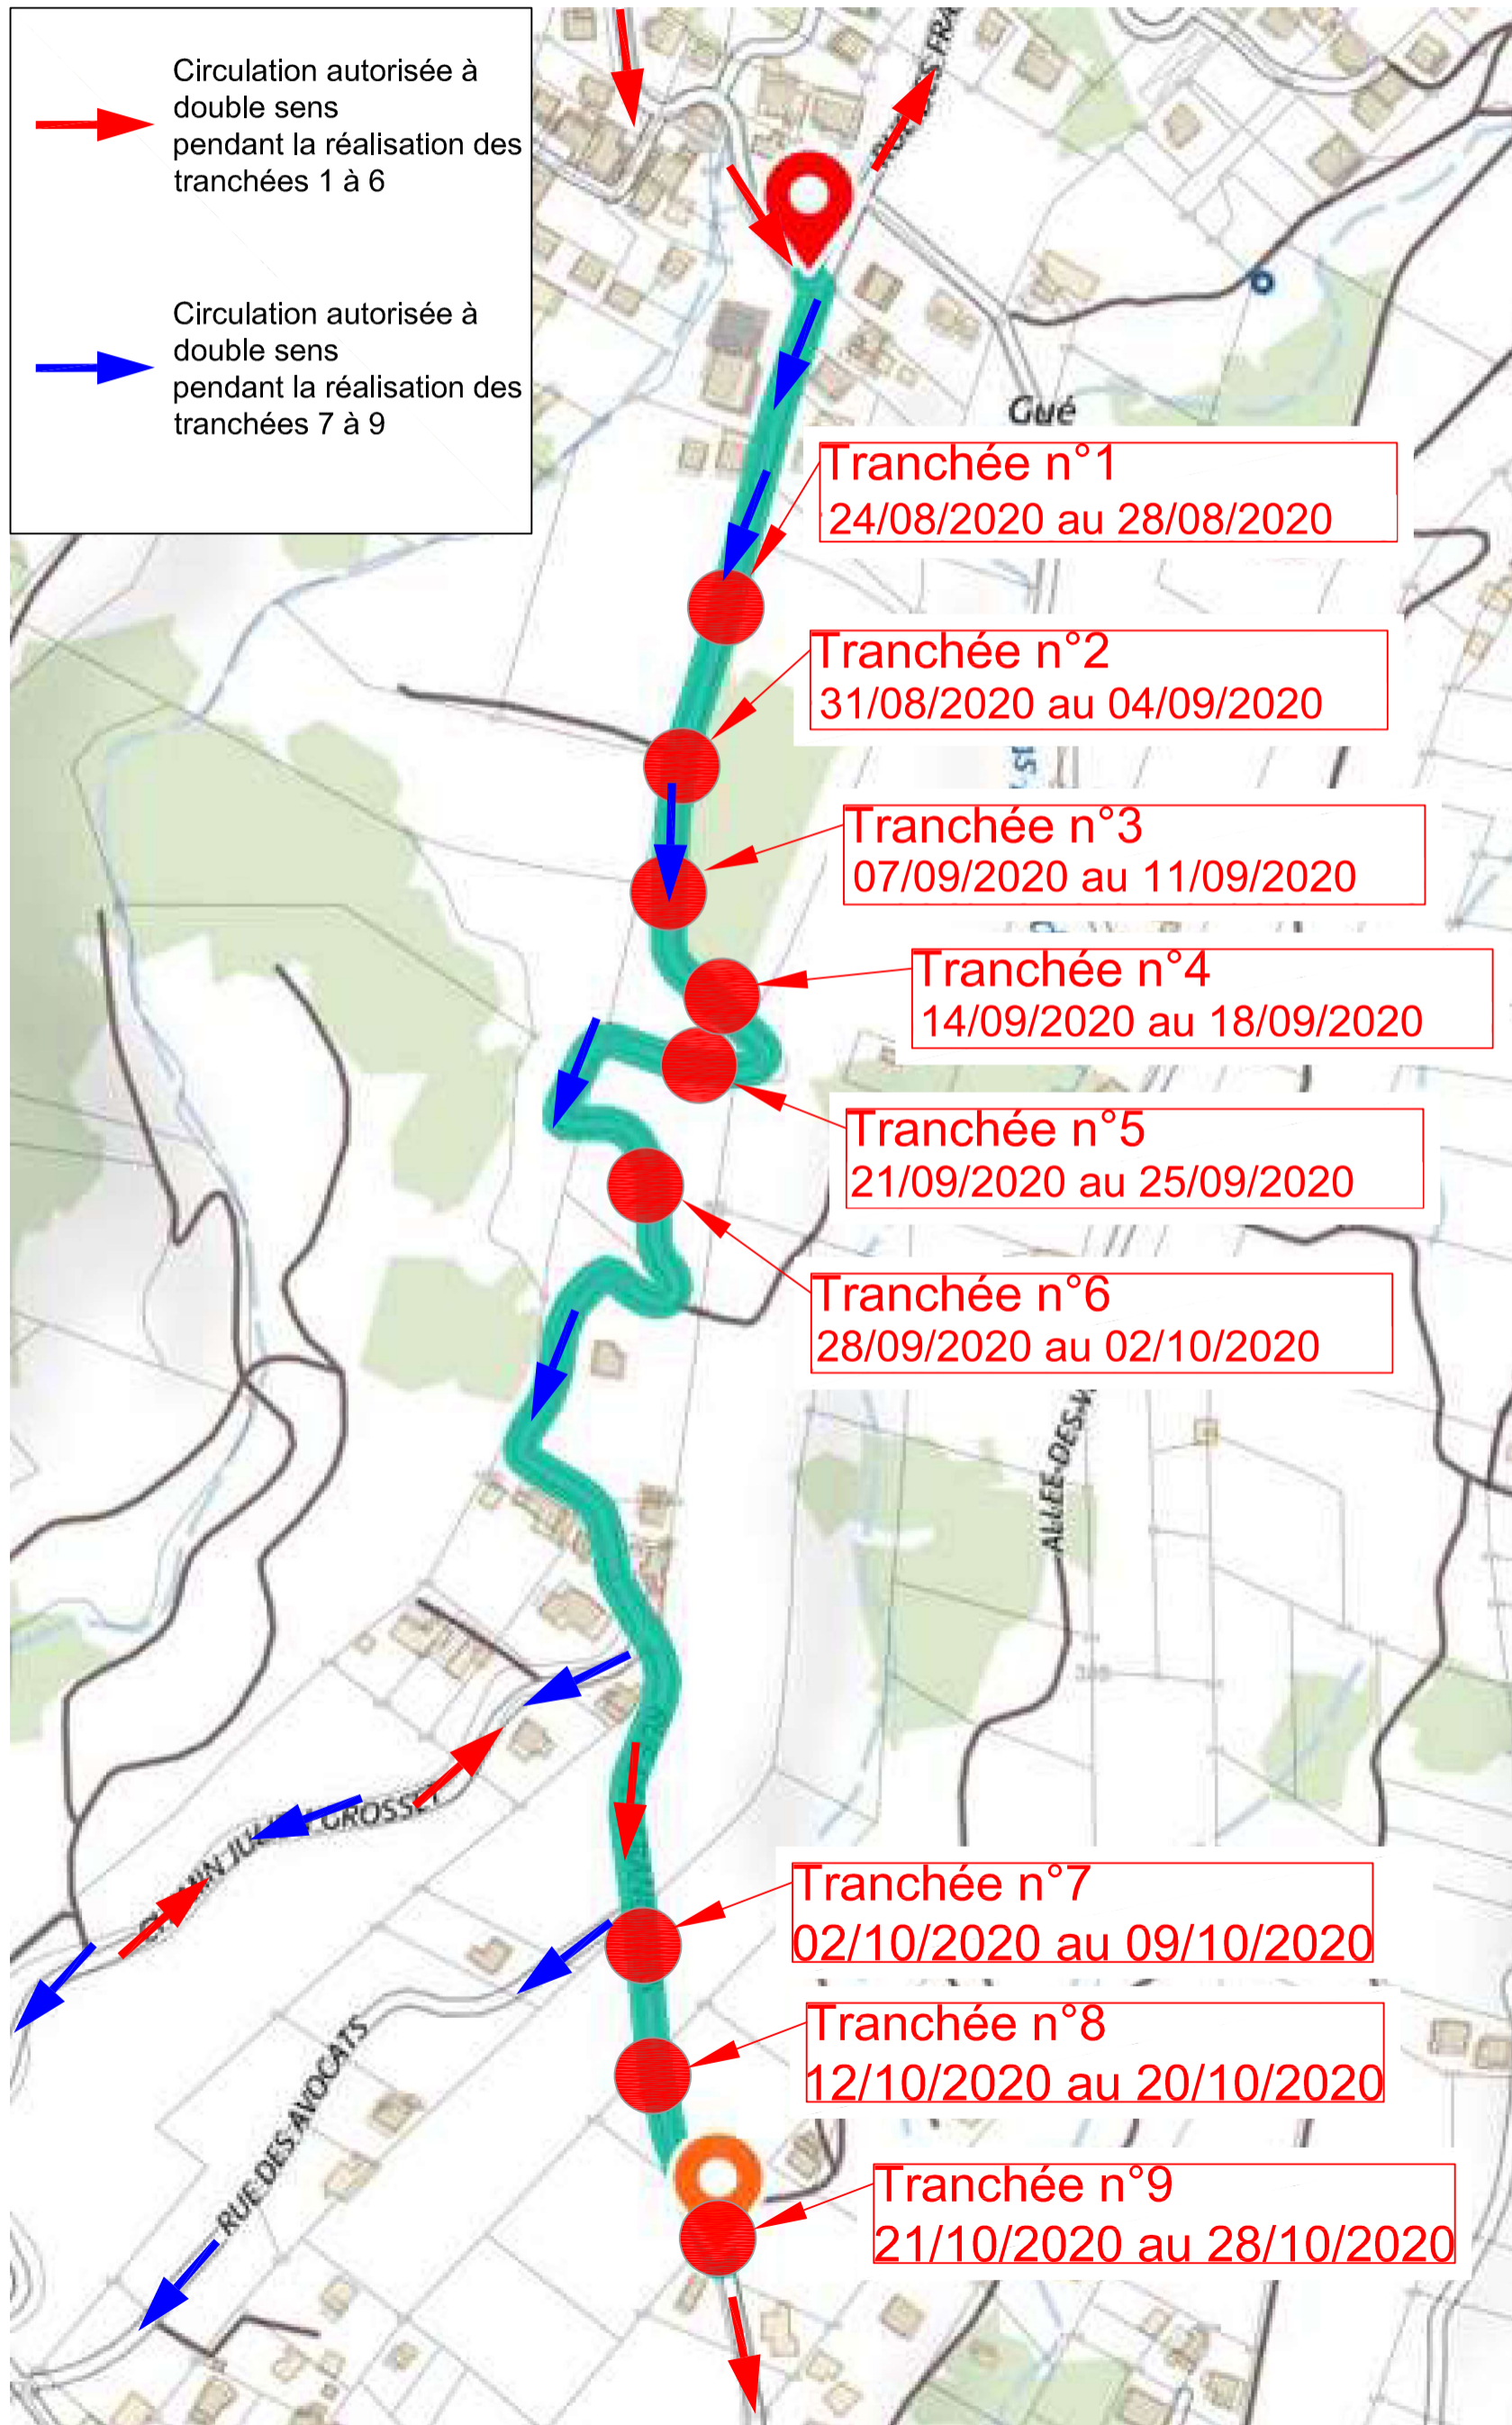 Circulation autorisée à
double sens
pendant la réalisation des
tranchées 1 à 6
Circulation autorisée à
double sens
pendant la réalisation des
tranchées 7 à 9
Gué
Tranchée n°1
24/08/2020 au 28/08/2020
Tranchée n°2
31/08/2020 au 04/09/2020
Tranchée n°3
07/09/2020 au 11/09/2020
Tranchée n°4
14/09/2020 au 18/09/2020
Tranchée n°5
21/09/2020 au 25/09/2020
Tranchée n°6
28/09/2020 au 02/10/2020
ALLEE-DES-V
GROSSET
Tranchée n°7
02/10/2020 au 09/10/2020
Tranchée n°8
12/10/2020 au 20/10/2020
RUE-DES-AVOCATS
Tranchée n°9
21/10/2020 au 28/10/2020